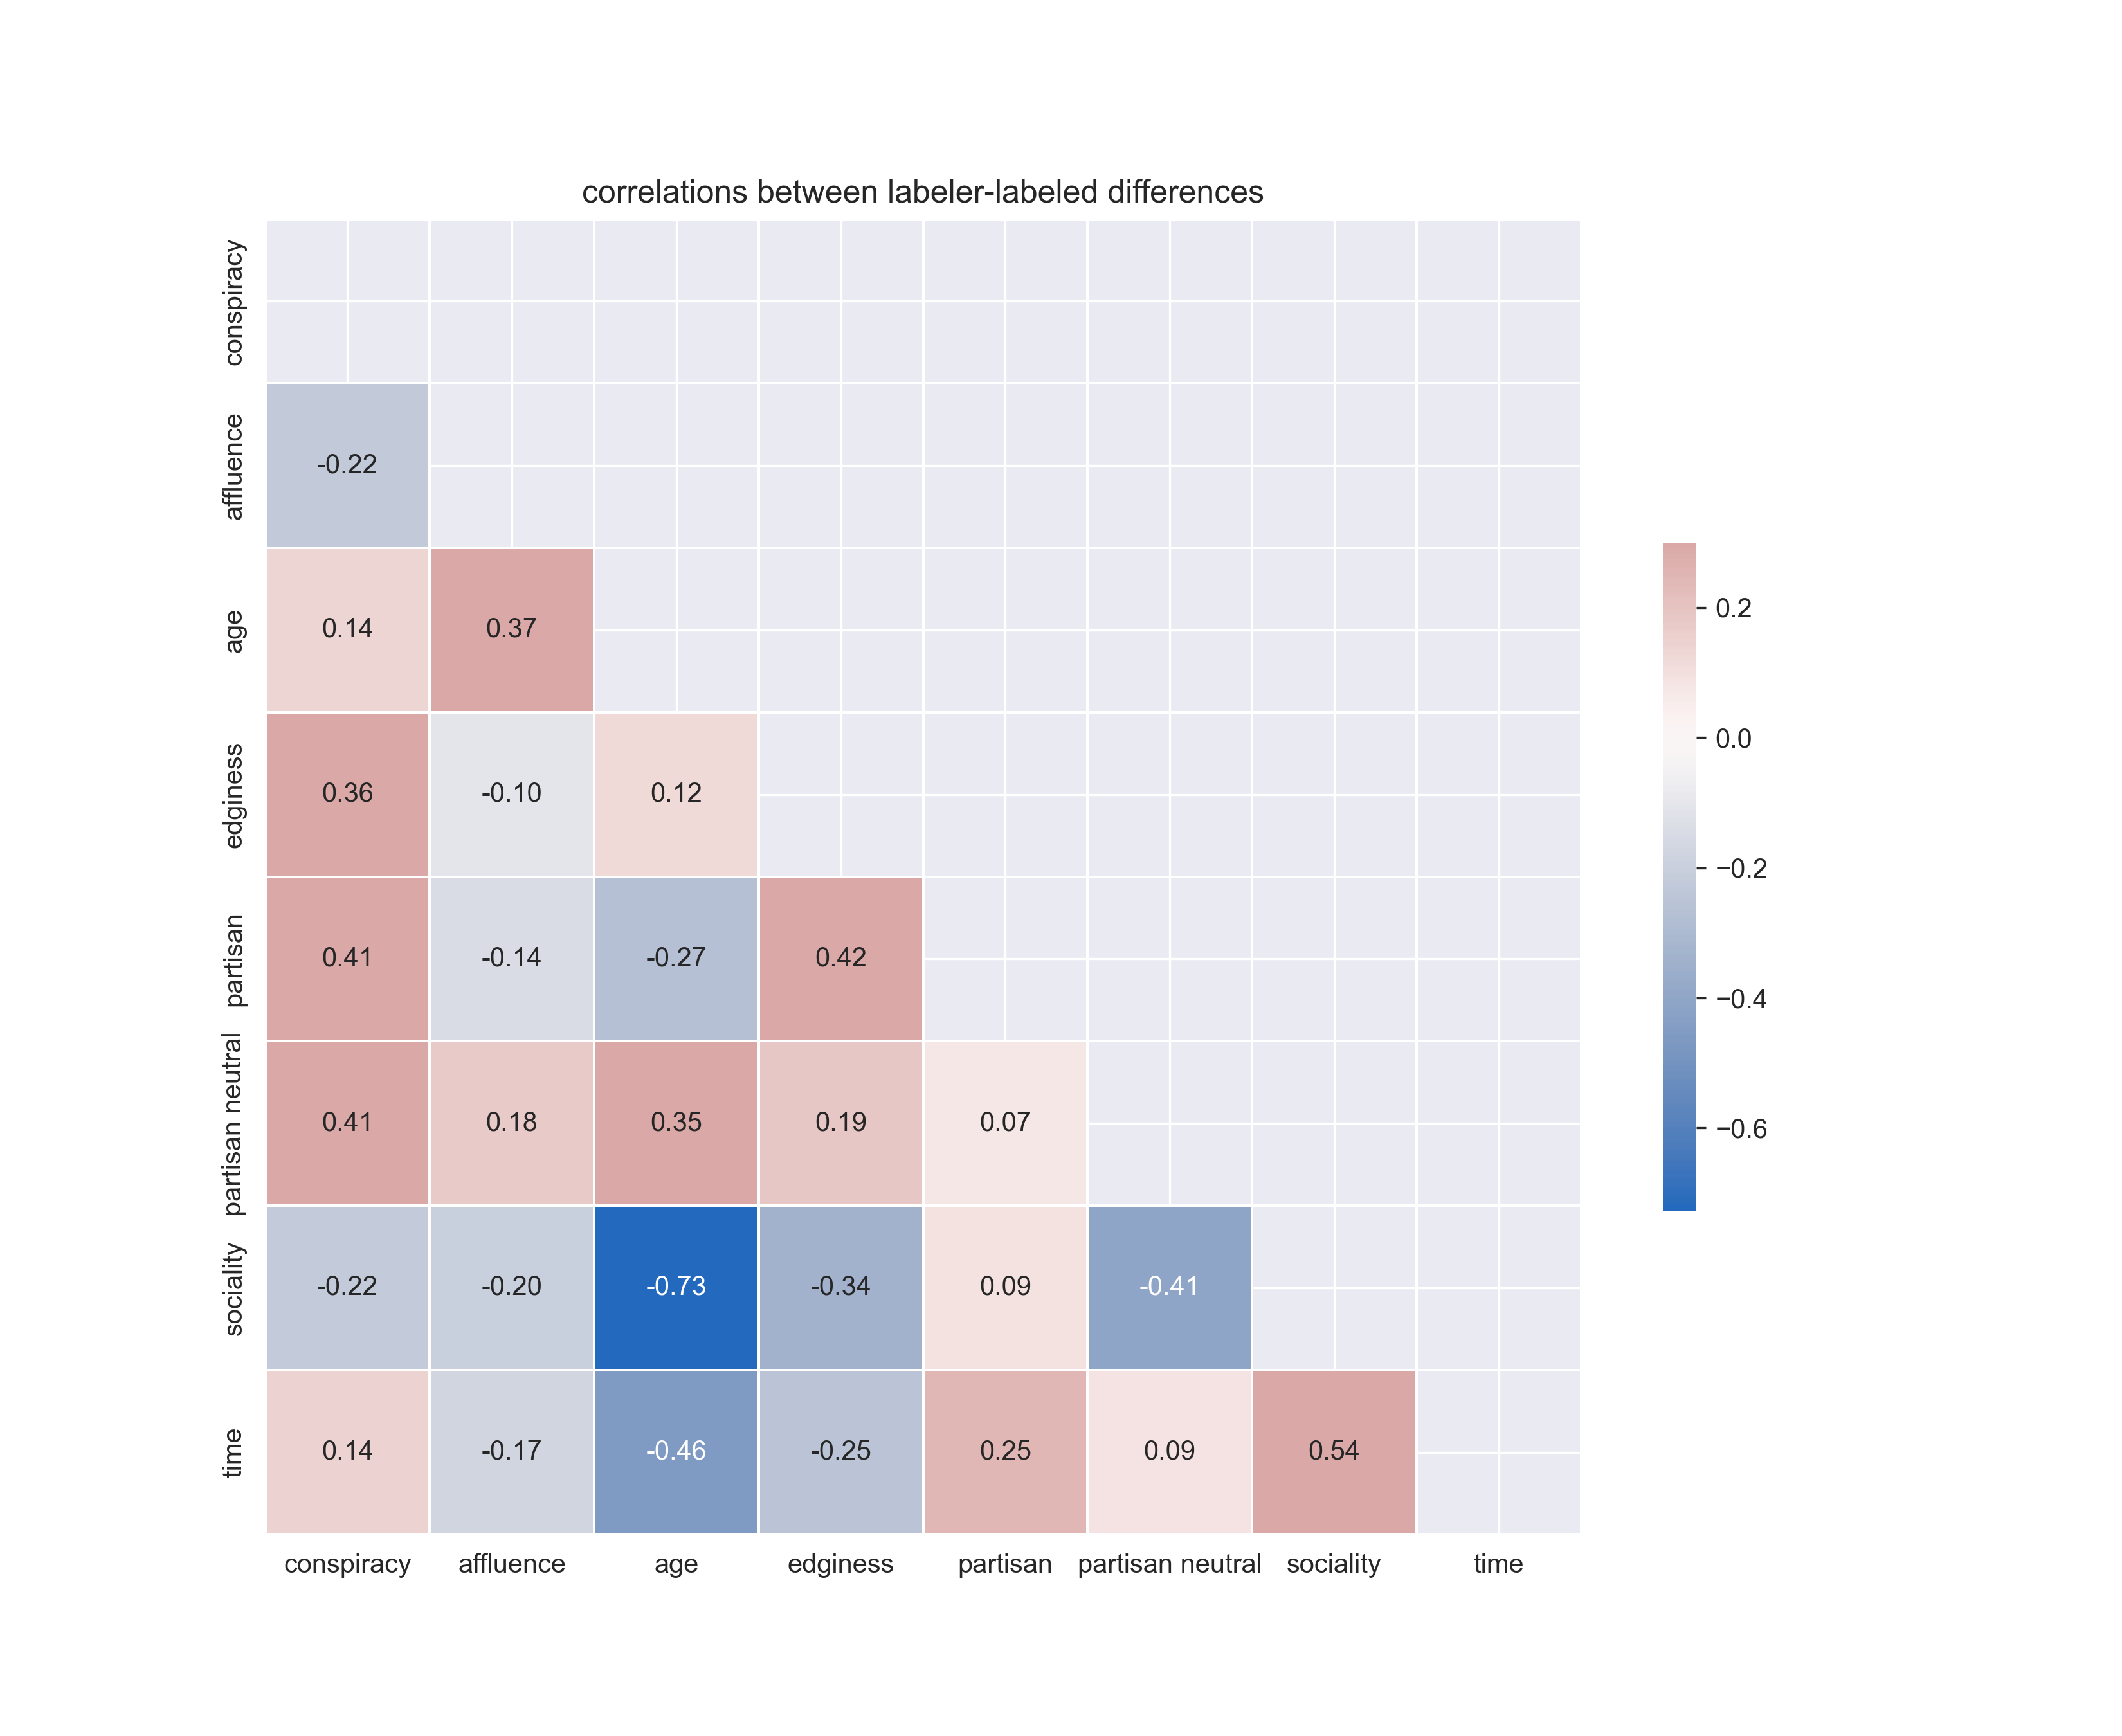 correlations between labeler-labeled differences
conspiracy
affluence
-0.22
age
0.14 0.37
edginess
0.36 -0.10 0.12
partisan
0.41 -0.14 -0.27 0.42
partisan neutral
0.41 0.18 0.35 0.19 0.07
sociality
-0.22 -0.20 -0.73 -0.34 0.09 -0.41
time
0.14 -0.17 -0.46 -0.25 0.25 0.09 0.54
conspiracy affluence age edginess partisan partisan neutral sociality time
0.2
0.0
−0.2
−0.4
−0.6